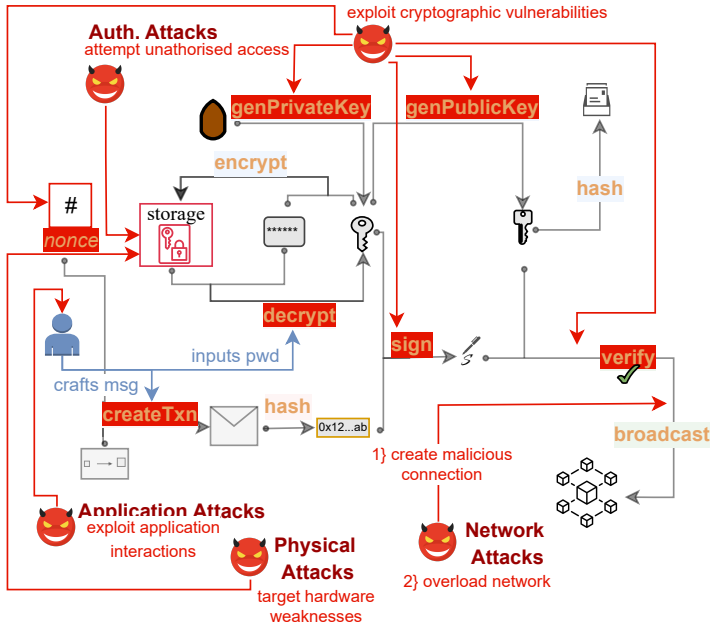 exploit cryptographic vulnerabilities
Auth. Attacks
attempt unathorised access
genPrivateKey
genPublicKey
encrypt
hash
#
nonce
storage
******
decrypt
sign
verify
inputs pwd
crafts msg
createTxn
hash
0x12...ab
broadcast
1} create malicious
connection
Application Attacks
exploit application
interactions
Physical
Attacks
target hardware
weaknesses
Network
Attacks
2} overload network